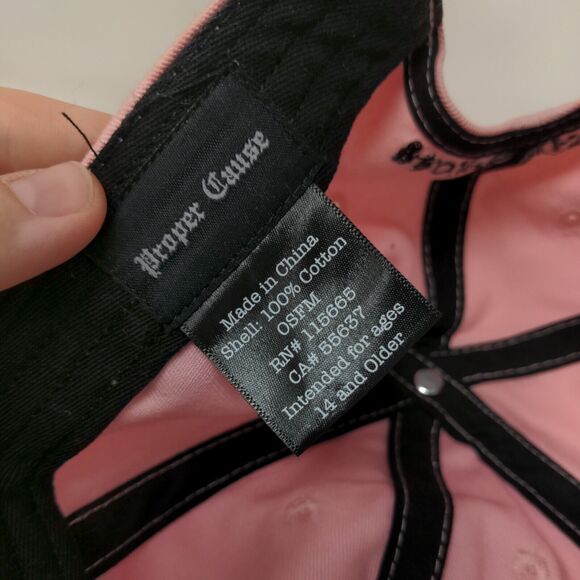 Proper Cause
Made in China
Shell: 100% Cotton
OSFM
RN# 115665
CA# 55637
Intended for ages
14 and Older